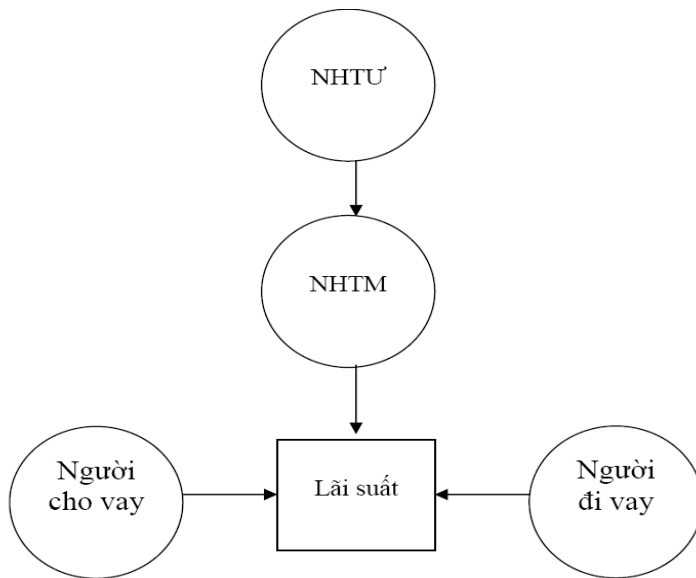 NHTƯ
NHTM
Người
cho vay
Lãi suất
Người
đi vay